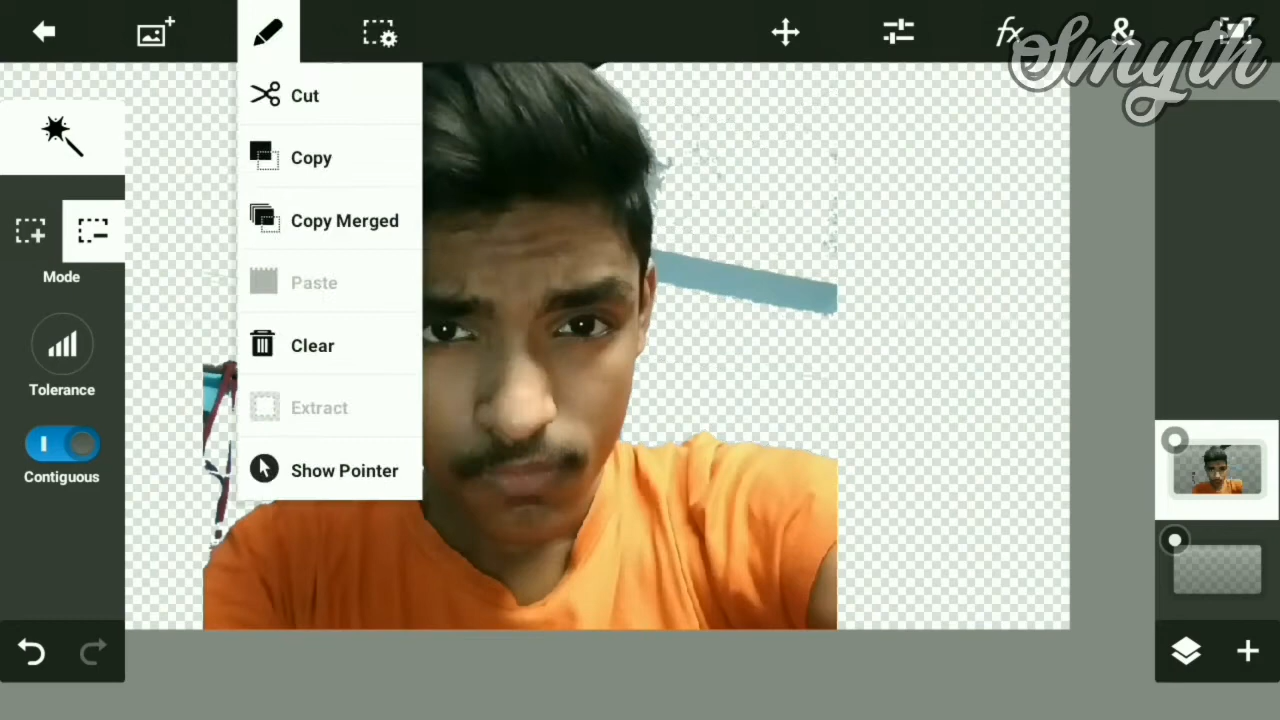 fx
&
Smyth
Cut
Copy
Copy Merged
Paste
Clear
Extract
Show Pointer
Mode
Tolerance
Contiguous